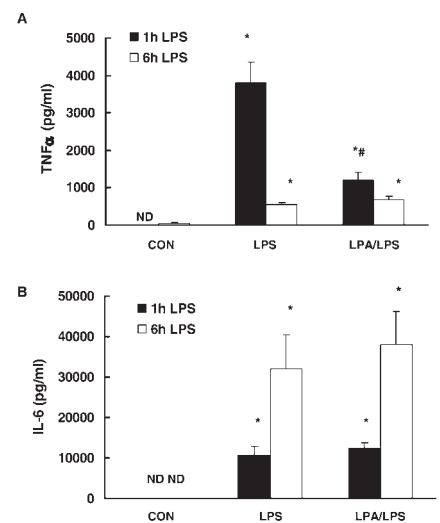 A
1h LPS
6h LPS
TNFα (pg/ml)
5000
4000
3000
2000
1000
0
*
*
*#
*
ND
CON LPS LPA/LPS
B
1h LPS
6h LPS
IL-6 (pg/ml)
50000
40000
30000
20000
10000
0
*
*
*
*
ND ND
CON LPS LPA/LPS